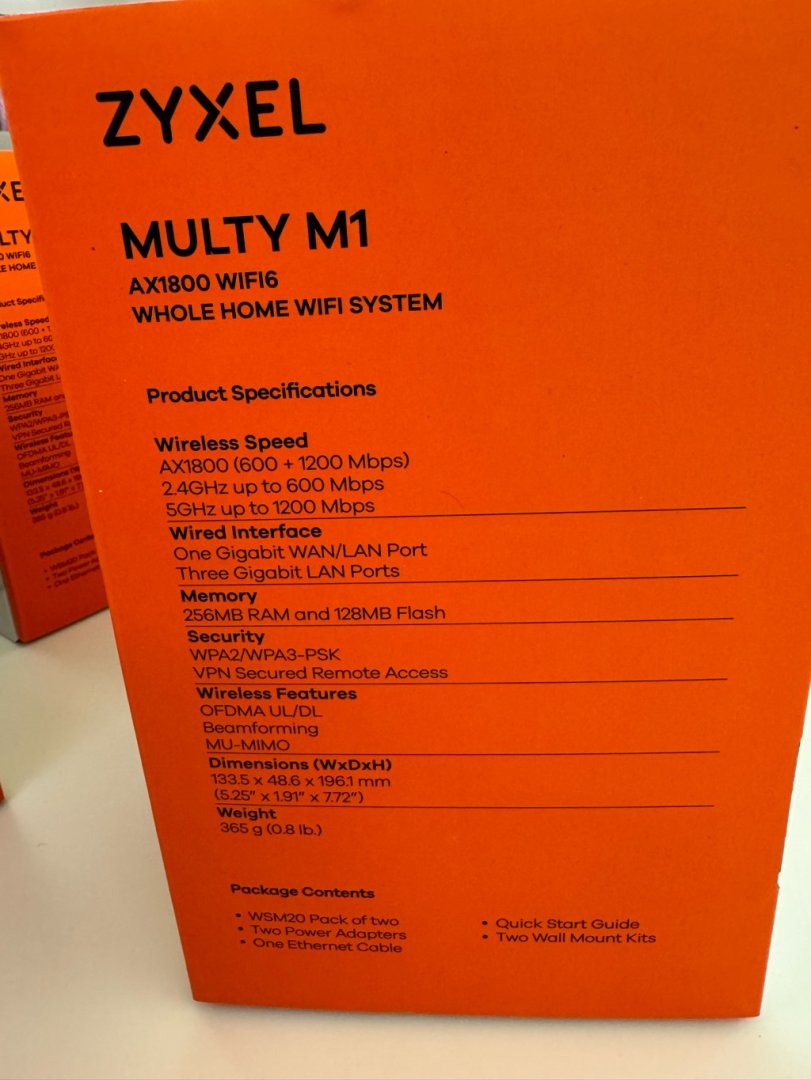 ZYXEL
MULTY M1
AX1800 WIFI6
WHOLE HOME WIFI SYSTEM
Product Specifications
Wireless Speed
AX1800 (600 + 1200 Mbps)
2.4GHz up to 600 Mbps
5GHz up to 1200 Mbps
Wired Interface
One Gigabit WAN/LAN Port
Three Gigabit LAN Ports
Memory
256MB RAM and 128MB Flash
Security
WPA2/WPA3-PSK
VPN Secured Remote Access
Wireless Features
OFDMA UL/DL
Beamforming
MU-MIMO
Dimensions (WxDxH)
133.5 x 48.6 x 196.1 mm
(5.25” x 1.91” x 7.72”)
Weight
365 g (0.8 lb.)
Package Contents
• WSM20 Pack of two
• Two Power Adapters
• One Ethernet Cable
• Quick Start Guide
• Two Wall Mount Kits